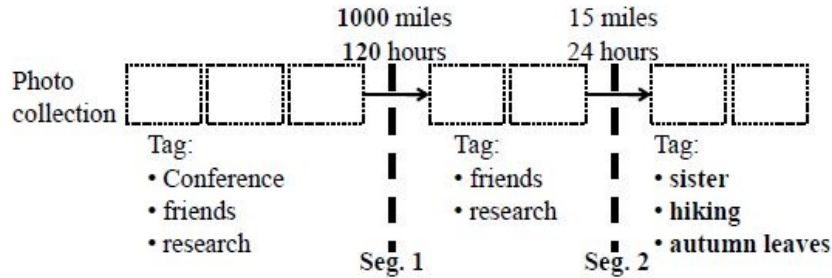 1000 miles
120 hours
15 miles
24 hours
Photo
collection
Tag:
• Conference
• friends
• research
Tag:
• friends
• research
Tag:
• sister
• hiking
• autumn leaves
Seg. 1
Seg. 2